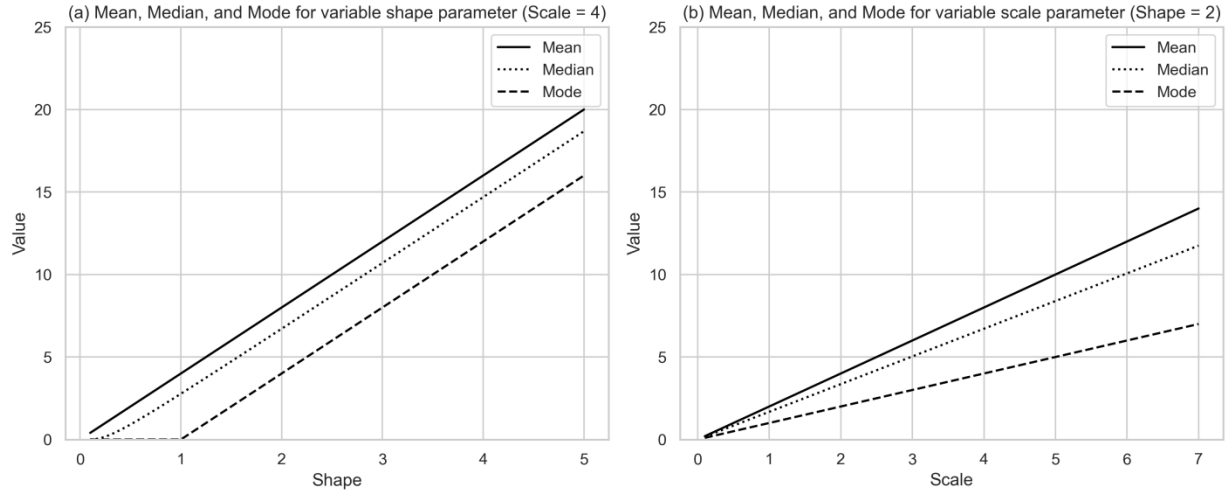 (a) Mean, Median, and Mode for variable shape parameter (Scale = 4)
25
20
15
10
5
0
Value
0 1 2 3 4 5
Shape
Mean
Median
Mode
(b) Mean, Median, and Mode for variable scale parameter (Shape = 2)
25
20
15
10
5
0
Value
0 1 2 3 4 5 6 7
Scale
Mean
Median
Mode